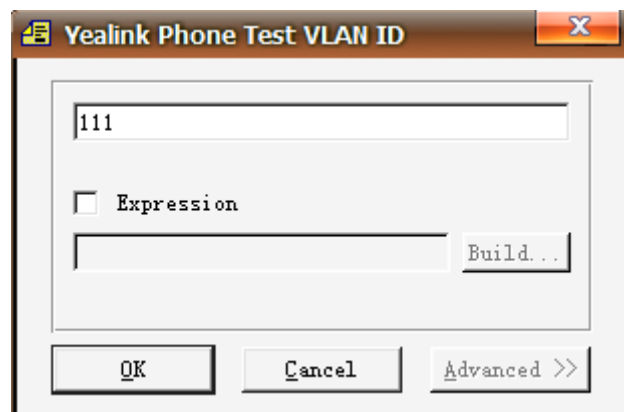 Yealink Phone Test VLAN ID
111
Expression
Build...
OK Cancel Advanced >>